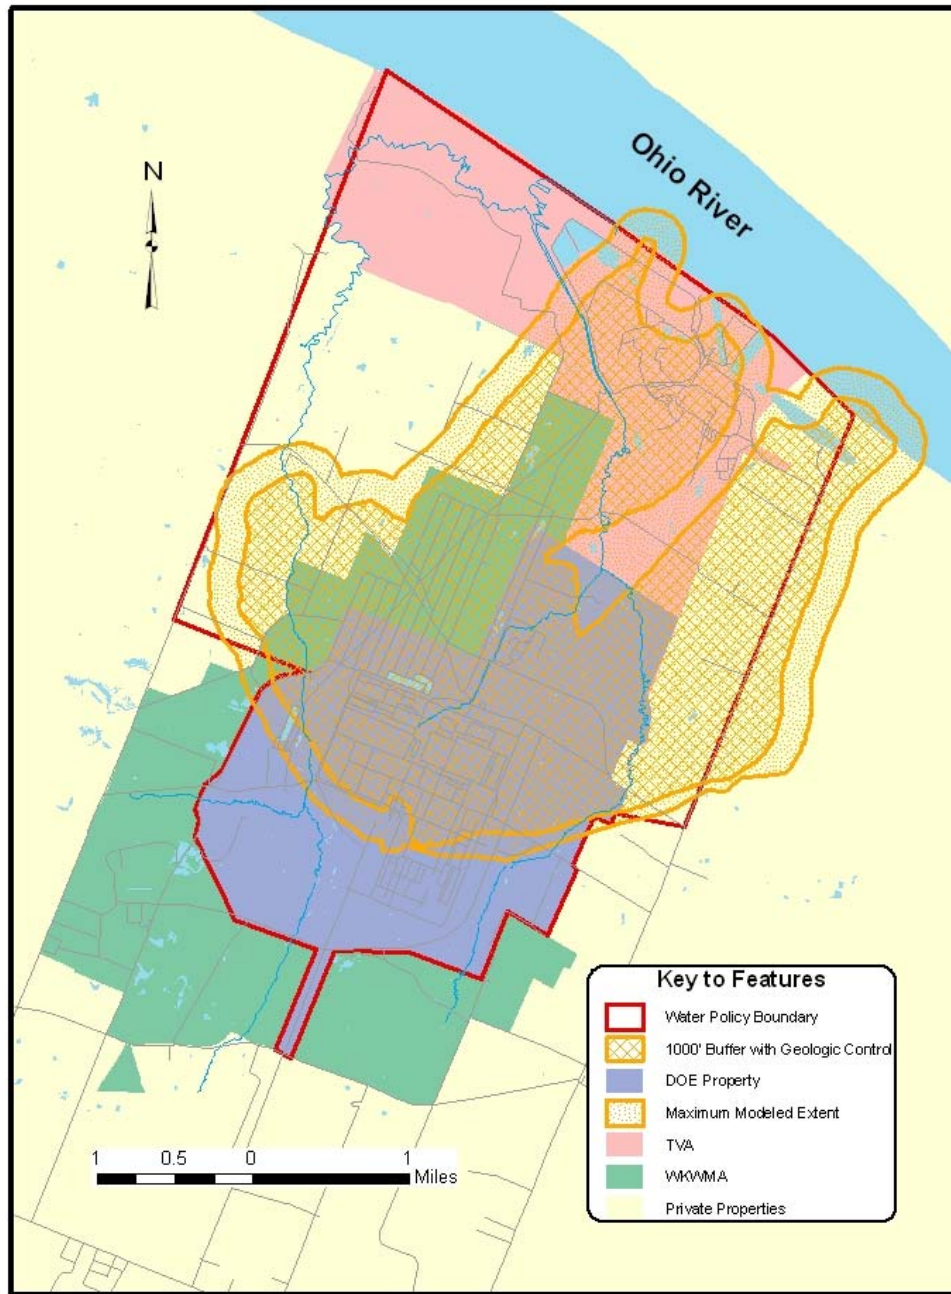 Ohio River
N
Key to Features
Water Policy Boundary
1000' Buffer with Geologic Control
DOE Property
Maximum Modeled Extent
TVA
WKWMA
Private Properties
1 0.5 0 1
Miles